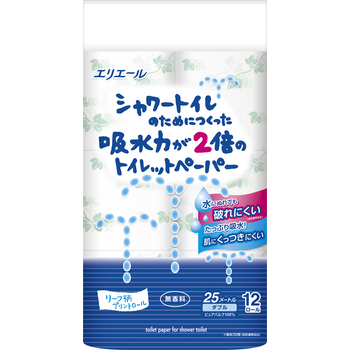 エリエール
シャワートイレ
のためにつくった
吸水力が2倍の
トイレットペーパー
水にぬれても
破れにくい
たっぷり吸水!
肌にくっつきにくい
リーフ柄
プリントロール
無香料
25メートル
ダブル
ピュアパルプ100%
12ロール
toilet paper for shower toilet